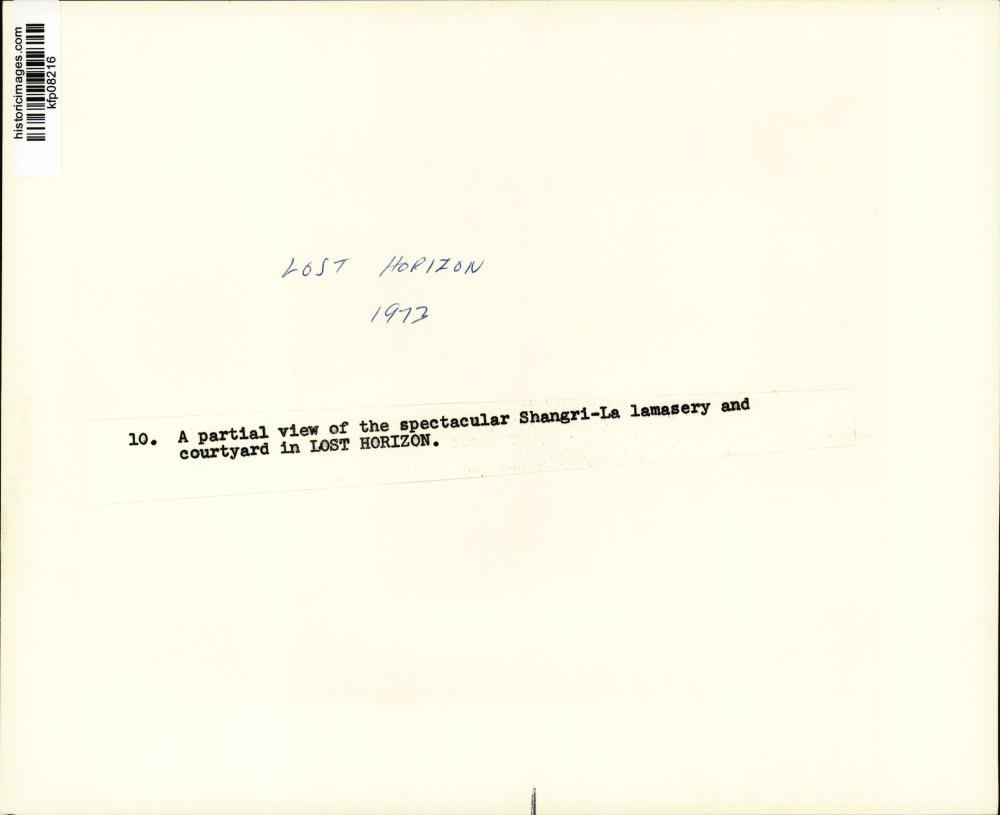 historicimages.com
kfp08216
LOST HORIZON
1973
10. A partial view of the spectacular Shangri-La lamasery and
courtyard in LOST HORIZON.